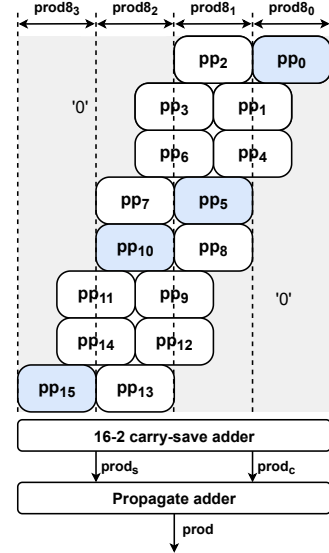 prod8₃ prod8₂ prod8₁ prod8₀
pp₂ pp₀
'0' pp₃ pp₁
pp₆ pp₄
pp₇ pp₅
pp₁₀ pp₈
pp₁₁ pp₉ '0'
pp₁₄ pp₁₂
pp₁₅ pp₁₃
16-2 carry-save adder
prodₛ prod꜀
Propagate adder
prod